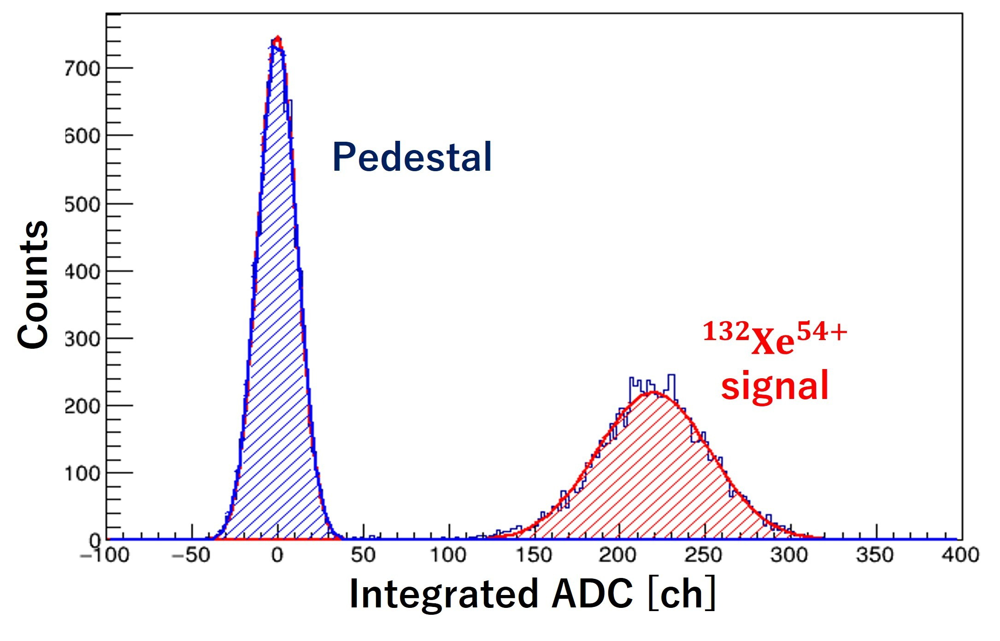 700
600
500
400
300
200
100
0
Counts
Pedestal
¹³²Xe⁵⁴⁺
signal
−100 −50 0 50 100 150 200 250 300 350 400
Integrated ADC [ch]